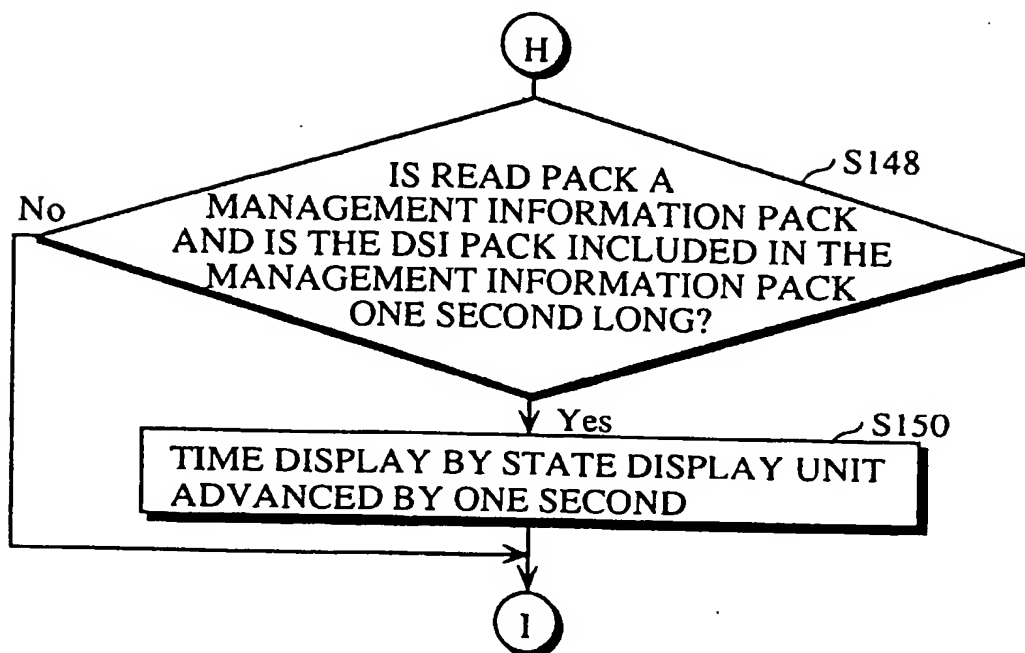 H
S148
IS READ PACK A
MANAGEMENT INFORMATION PACK
AND IS THE DSI PACK INCLUDED IN THE
MANAGEMENT INFORMATION PACK
ONE SECOND LONG?
No
Yes
S150
TIME DISPLAY BY STATE DISPLAY UNIT
ADVANCED BY ONE SECOND
I